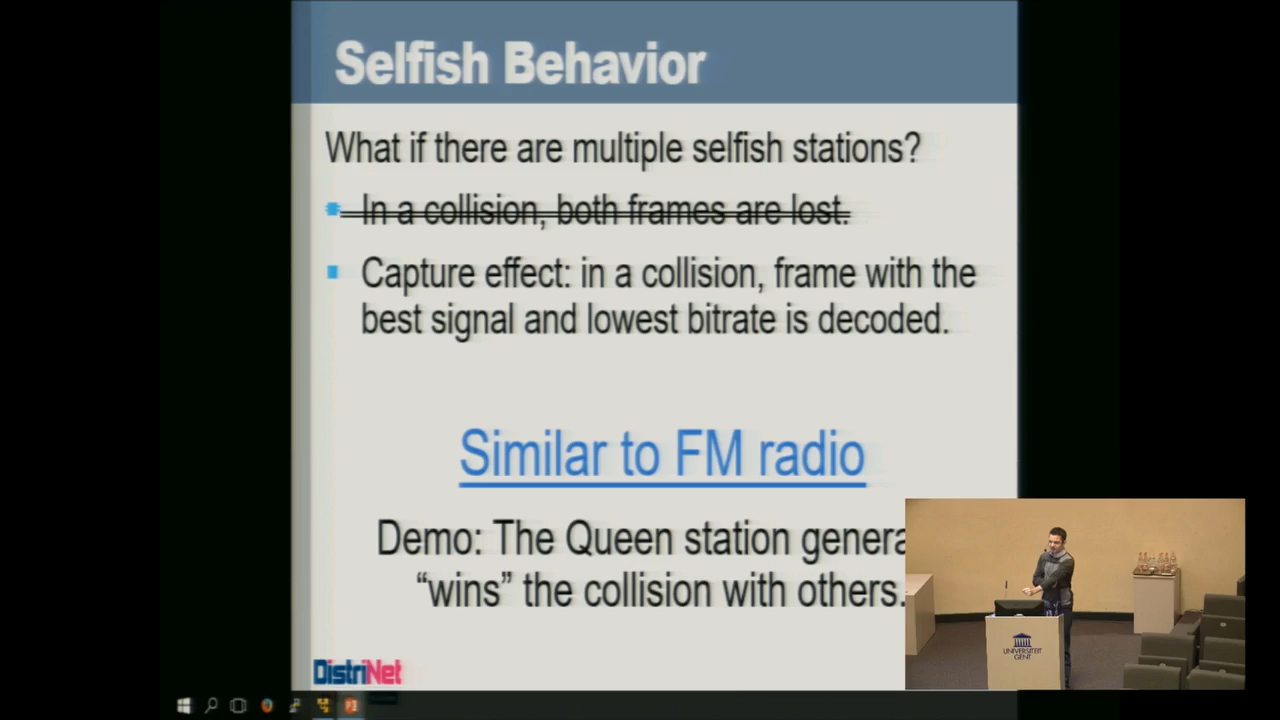 Selfish Behavior
What if there are multiple selfish stations?
In a collision, both frames are lost.
Capture effect: in a collision, frame with the
best signal and lowest bitrate is decoded.
Similar to FM radio
Demo: The Queen station genera
“wins” the collision with others.
DistriNet
UNIVERSITEIT
GENT